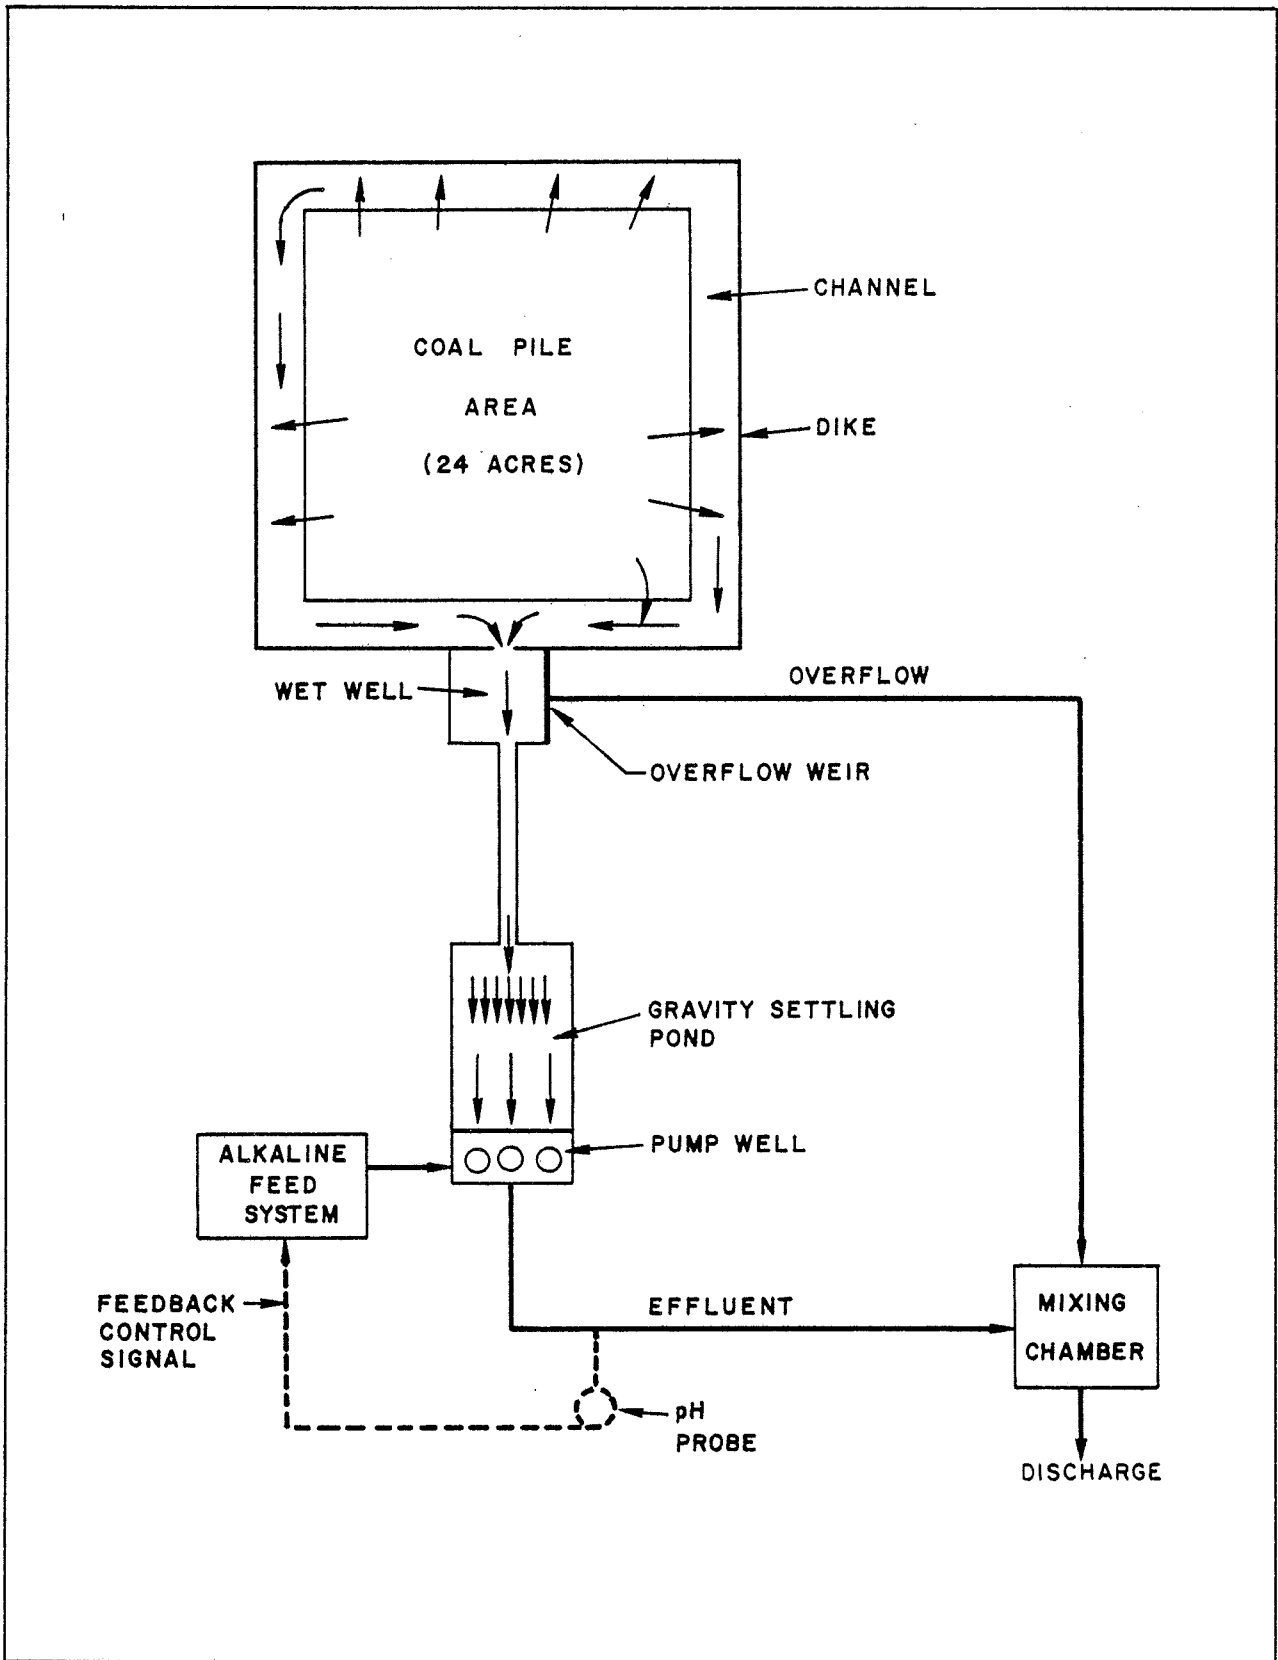 CHANNEL
COAL PILE
AREA
(24 ACRES)
DIKE
WET WELL
OVERFLOW
OVERFLOW WEIR
GRAVITY SETTLING
POND
PUMP WELL
ALKALINE
FEED
SYSTEM
FEEDBACK
CONTROL
SIGNAL
EFFLUENT
MIXING
CHAMBER
pH
PROBE
DISCHARGE